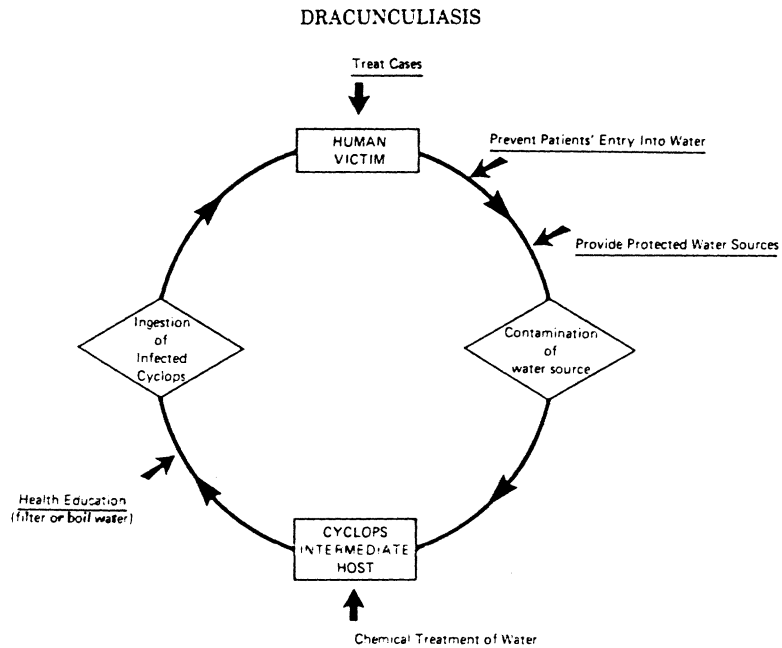 DRACUNCULIASIS
Treat Cases
HUMAN
VICTIM
Prevent Patients' Entry Into Water
Provide Protected Water Sources
Ingestion
of
Infected
Cyclops
Contamination
of
water source
Health Education
(filter or boil water)
CYCLOPS
INTERMEDIATE
HOST
Chemical Treatment of Water